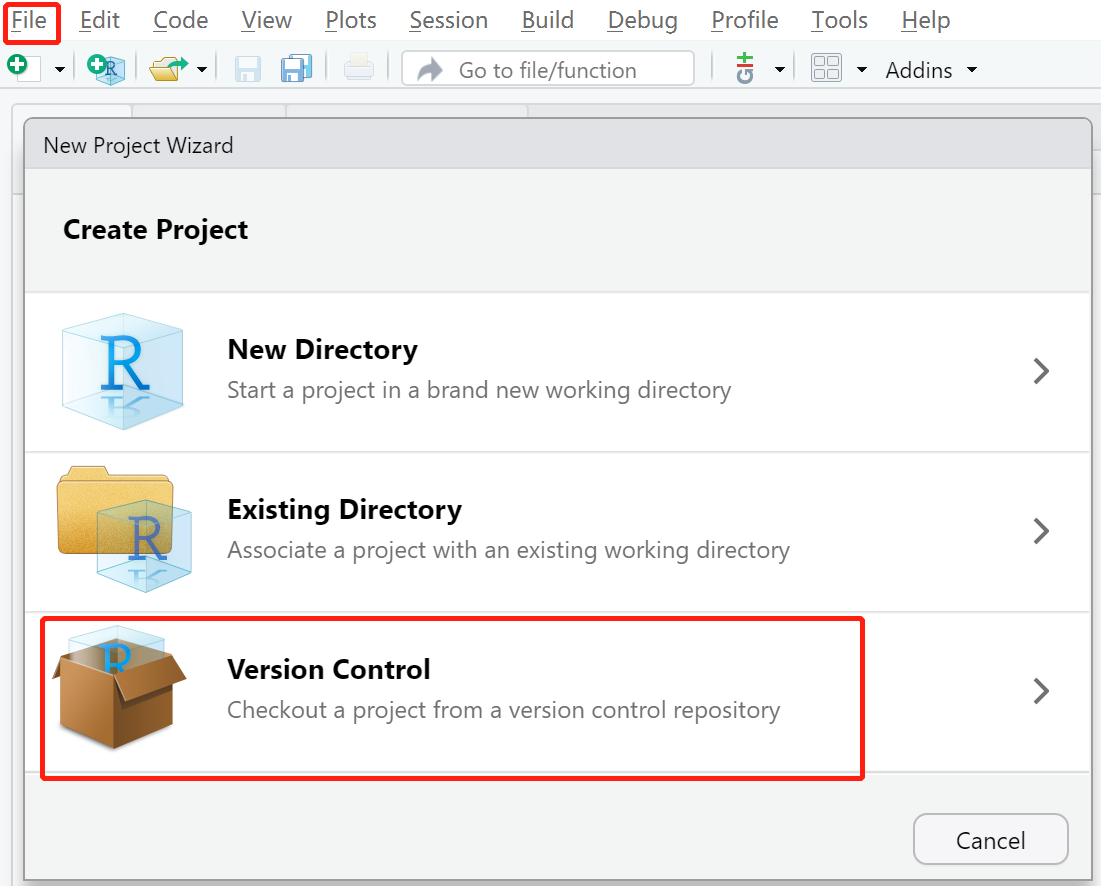 File Edit Code View Plots Session Build Debug Profile Tools Help
Go to file/function Git Addins
New Project Wizard
Create Project
R
New Directory
Start a project in a brand new working directory
R
Existing Directory
Associate a project with an existing working directory
R
Version Control
Checkout a project from a version control repository
Cancel